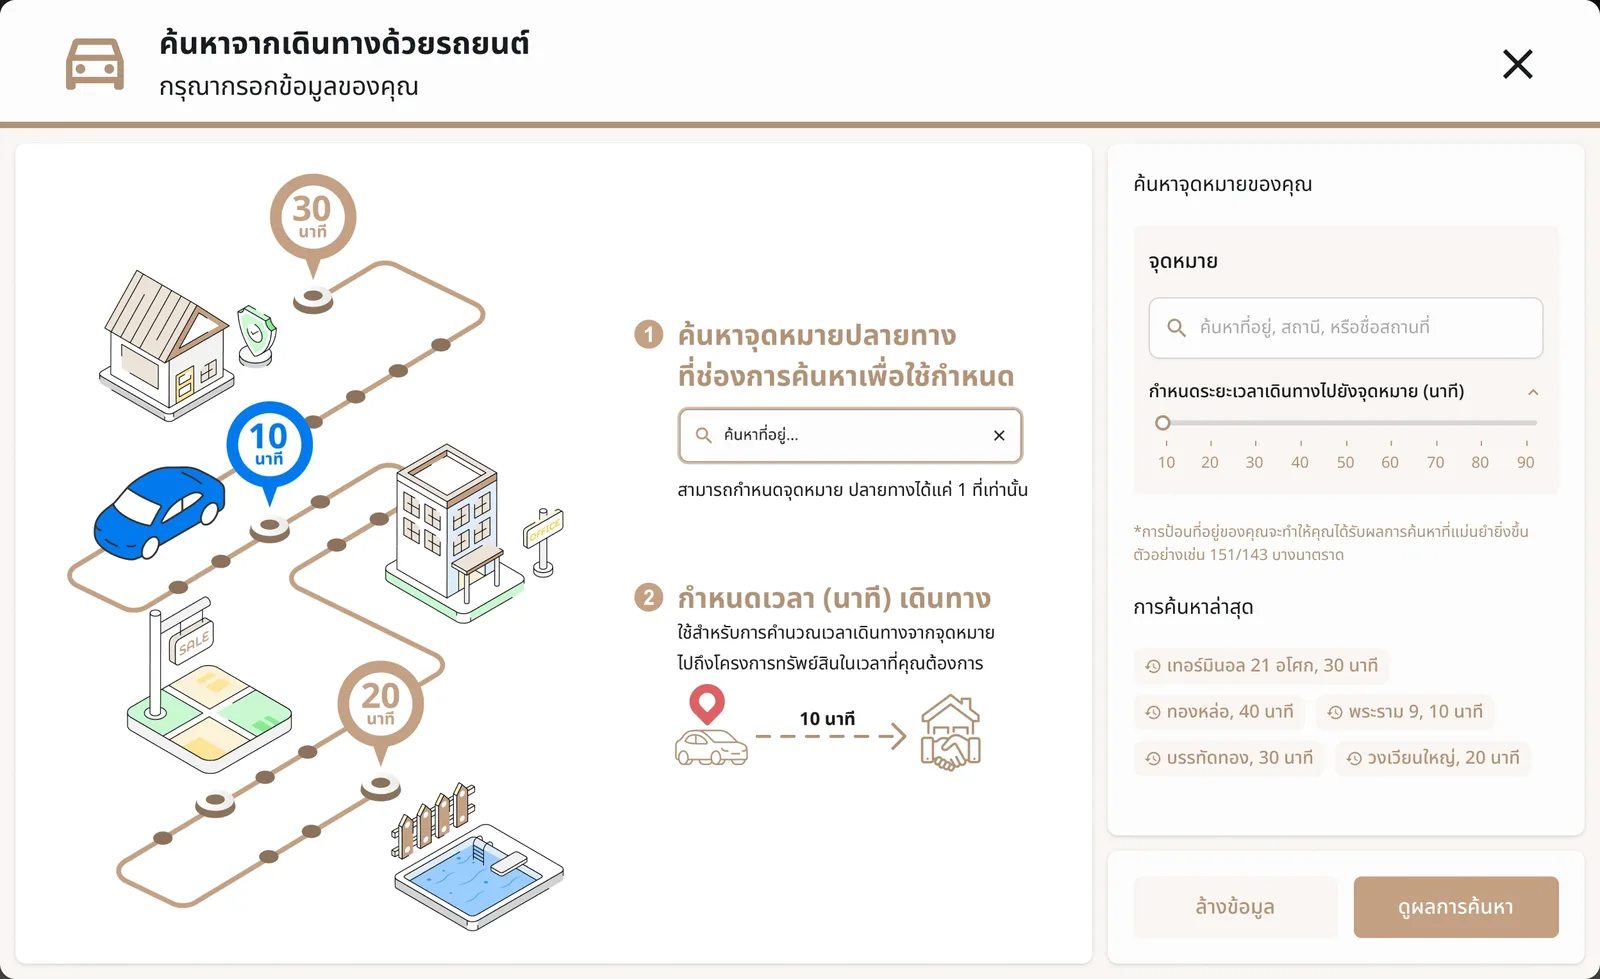 ค้นหาจากเดินทางด้วยรถยนต์
กรุณากรอกข้อมูลของคุณ
30
นาที
10
นาที
OFFICE
SALE
20
นาที
1 ค้นหาจุดหมายปลายทาง
ที่ช่องการค้นหาเพื่อใช้กำหนด
ค้นหาที่อยู่...
สามารถกำหนดจุดหมาย ปลายทางได้แค่ 1 ที่เท่านั้น
2 กำหนดเวลา (นาที) เดินทาง
ใช้สำหรับการคำนวณเวลาเดินทางจากจุดหมาย
ไปถึงโครงการทรัพย์สินในเวลาที่คุณต้องการ
10 นาที
ค้นหาจุดหมายของคุณ
จุดหมาย
ค้นหาที่อยู่, สถานี, หรือชื่อสถานที่
กำหนดระยะเวลาเดินทางไปยังจุดหมาย (นาที)
10 20 30 40 50 60 70 80 90
*การป้อนที่อยู่ของคุณจะทำให้คุณได้รับผลการค้นหาที่แม่นยำยิ่งขึ้น
ตัวอย่างเช่น 151/143 บางนาตราด
การค้นหาล่าสุด
เทอร์มินอล 21 อโศก, 30 นาที
ทองหล่อ, 40 นาที พระราม 9, 10 นาที
บรรทัดทอง, 30 นาที วงเวียนใหญ่, 20 นาที
ล้างข้อมูล ดูผลการค้นหา